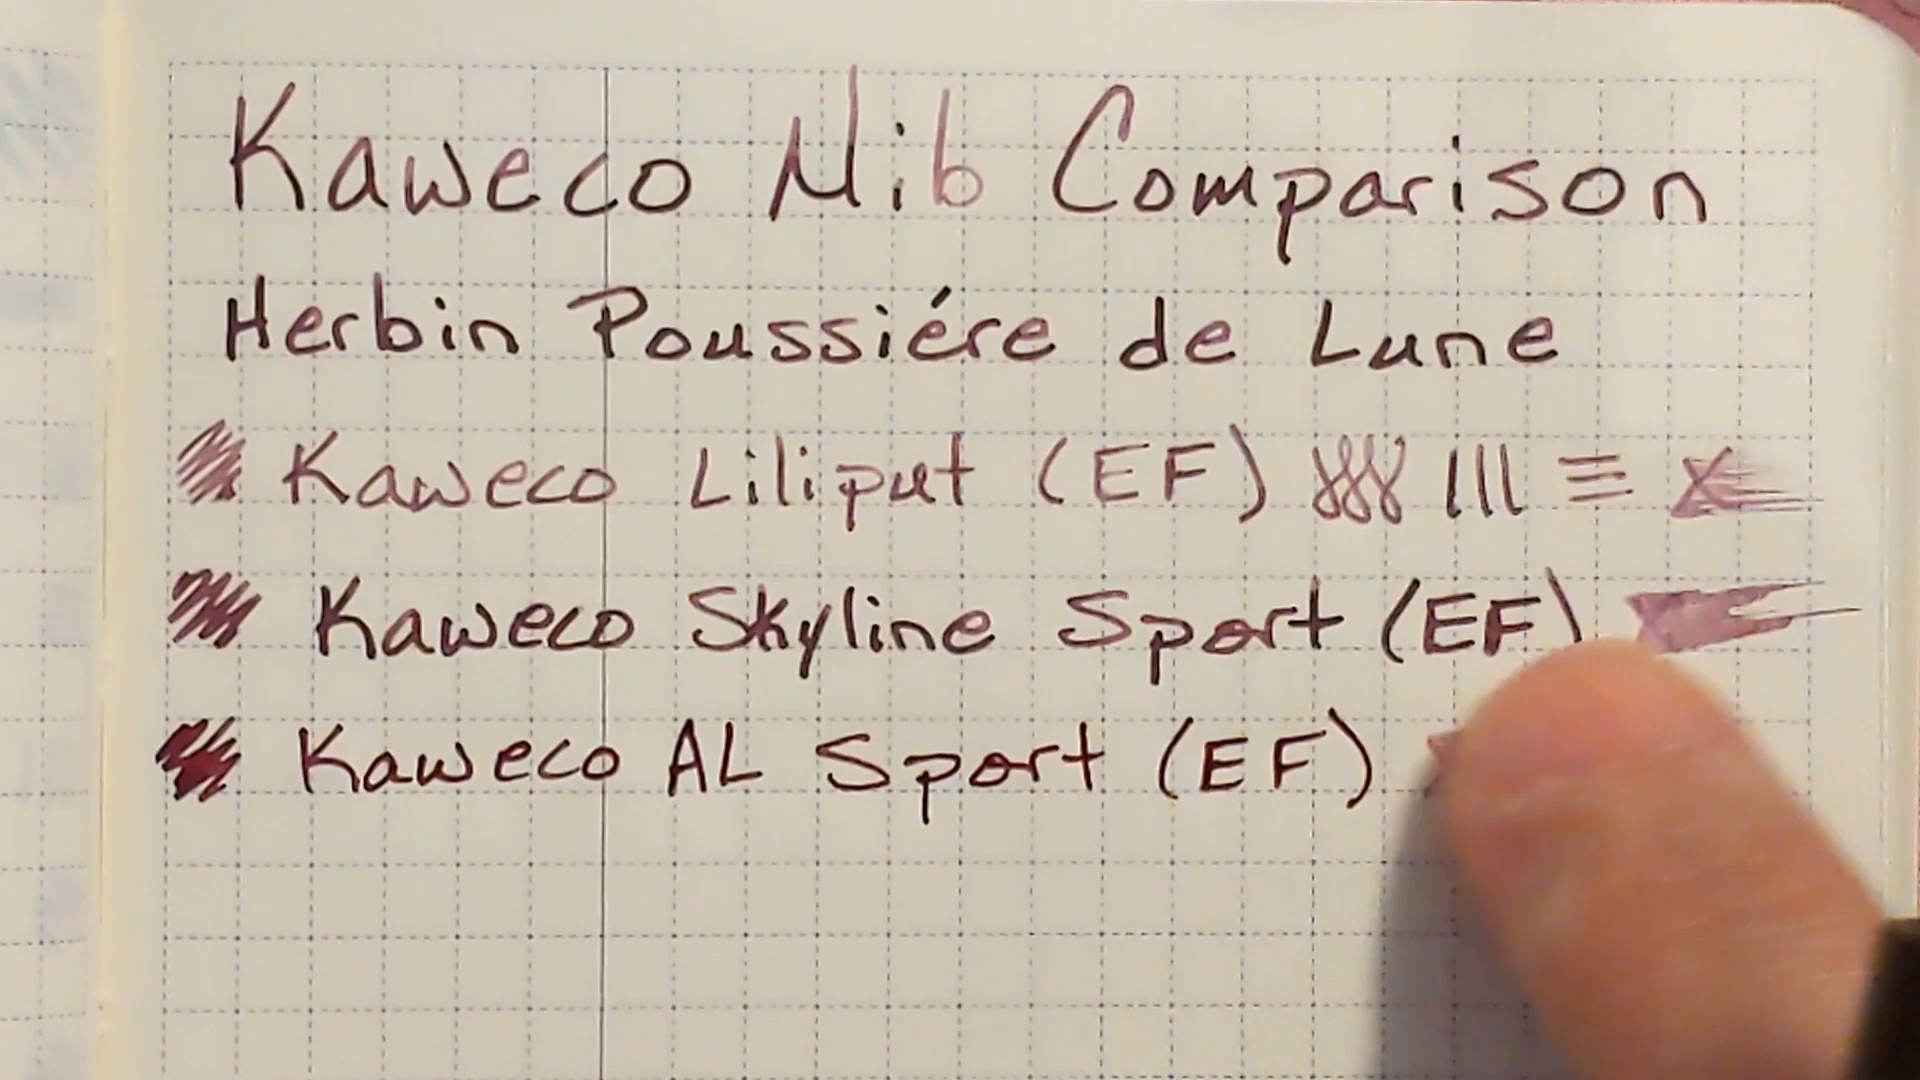 Kaweco Nib Comparison
Herbin Poussiére de Lune
Kaweco Liliput (EF)
Kaweco Skyline Sport (EF)
Kaweco AL Sport (EF)